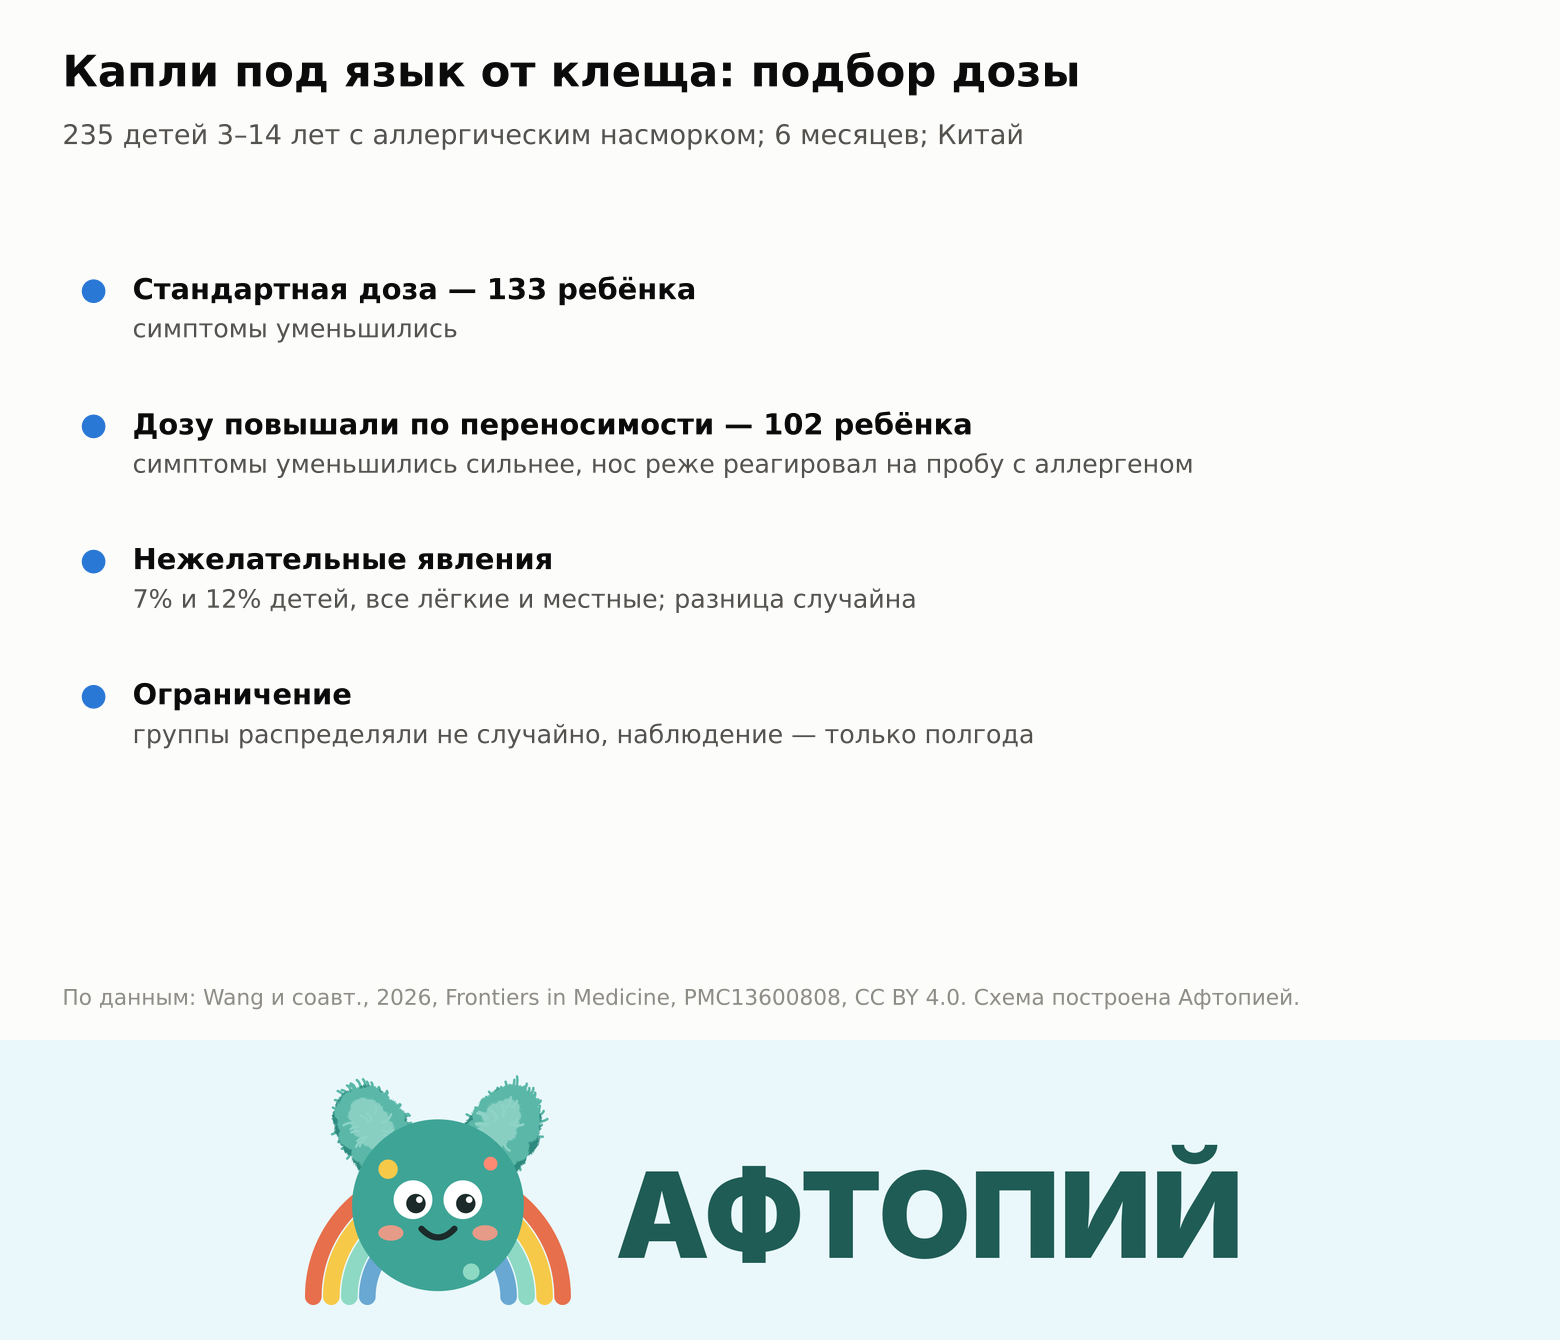 Капли под язык от клеща: подбор дозы
235 детей 3–14 лет с аллергическим насморком; 6 месяцев; Китай
Стандартная доза — 133 ребёнка
симптомы уменьшились
Дозу повышали по переносимости — 102 ребёнка
симптомы уменьшились сильнее, нос реже реагировал на пробу с аллергеном
Нежелательные явления
7% и 12% детей, все лёгкие и местные; разница случайна
Ограничение
группы распределяли не случайно, наблюдение — только полгода
По данным: Wang и соавт., 2026, Frontiers in Medicine, PMC13600808, CC BY 4.0. Схема построена Афтопией.
АФТОПИЙ